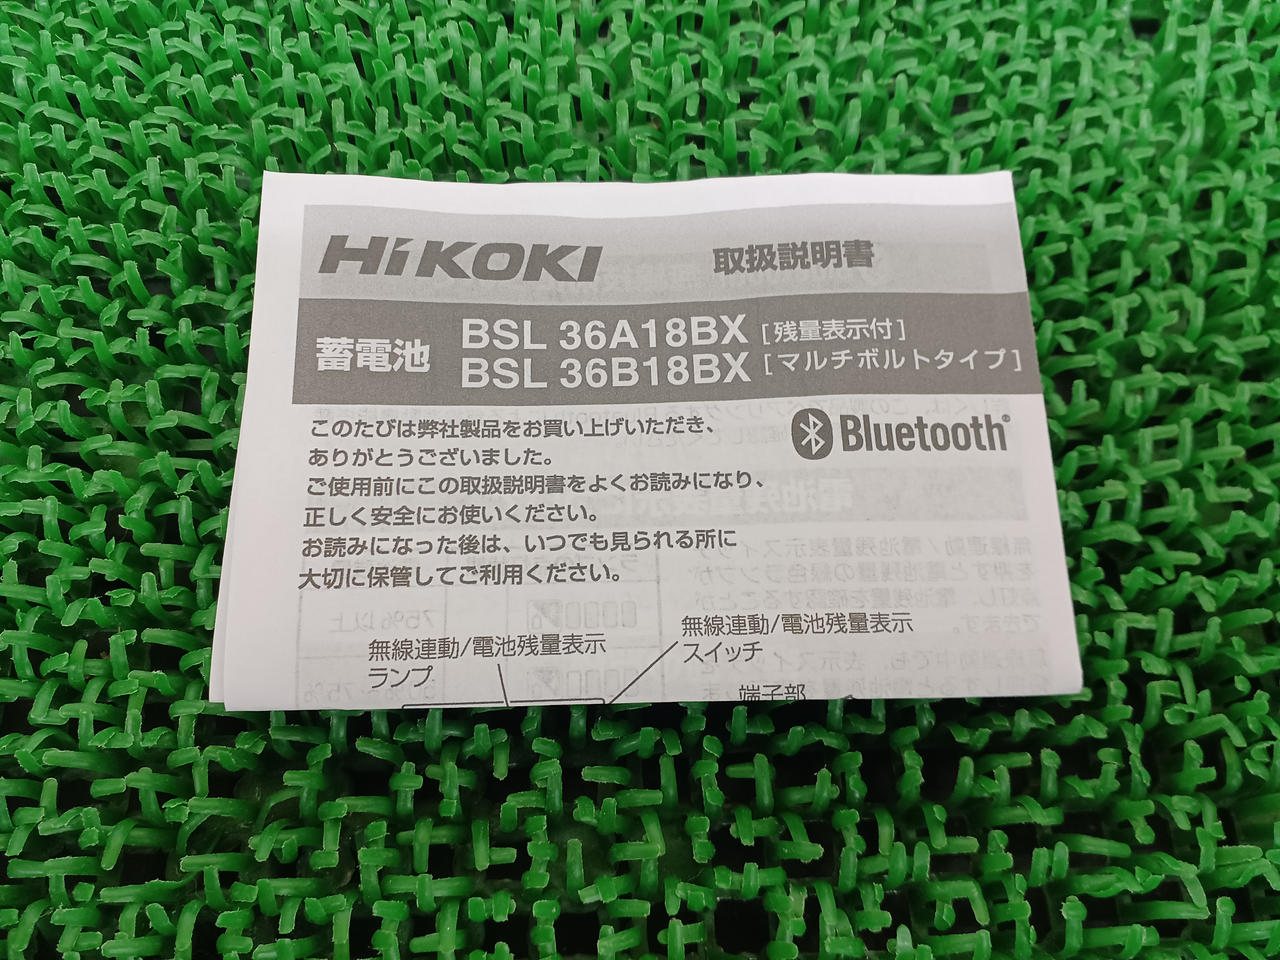 HiKOKI 取扱説明書
蓄電池
BSL 36A18BX [残量表示付]
BSL 36B18BX [マルチボルトタイプ]
Bluetooth®
このたびは弊社製品をお買い上げいただき、
ありがとうございました。
ご使用前にこの取扱説明書をよくお読みになり、
正しく安全にお使いください。
お読みになった後は、いつでも見られる所に
大切に保管してご利用ください。
無線連動/電池残量表示
ランプ
無線連動/電池残量表示
スイッチ
端子部